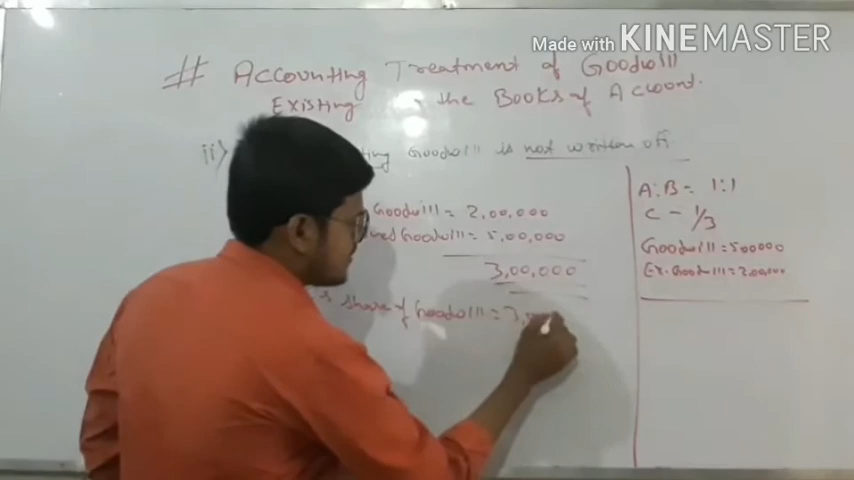 Made with KINEMASTER
# Accounting Treatment of Goodwill
Existing the Books of Account.
ii) Goodwill is not written off
Goodwill = 2,00,000
Goodwill = 5,00,000
3,00,000
share of Goodwill = 3,
A:B = 1:1
C - 1/3
Goodwill = 500000
Ex. Goodwill = 200000